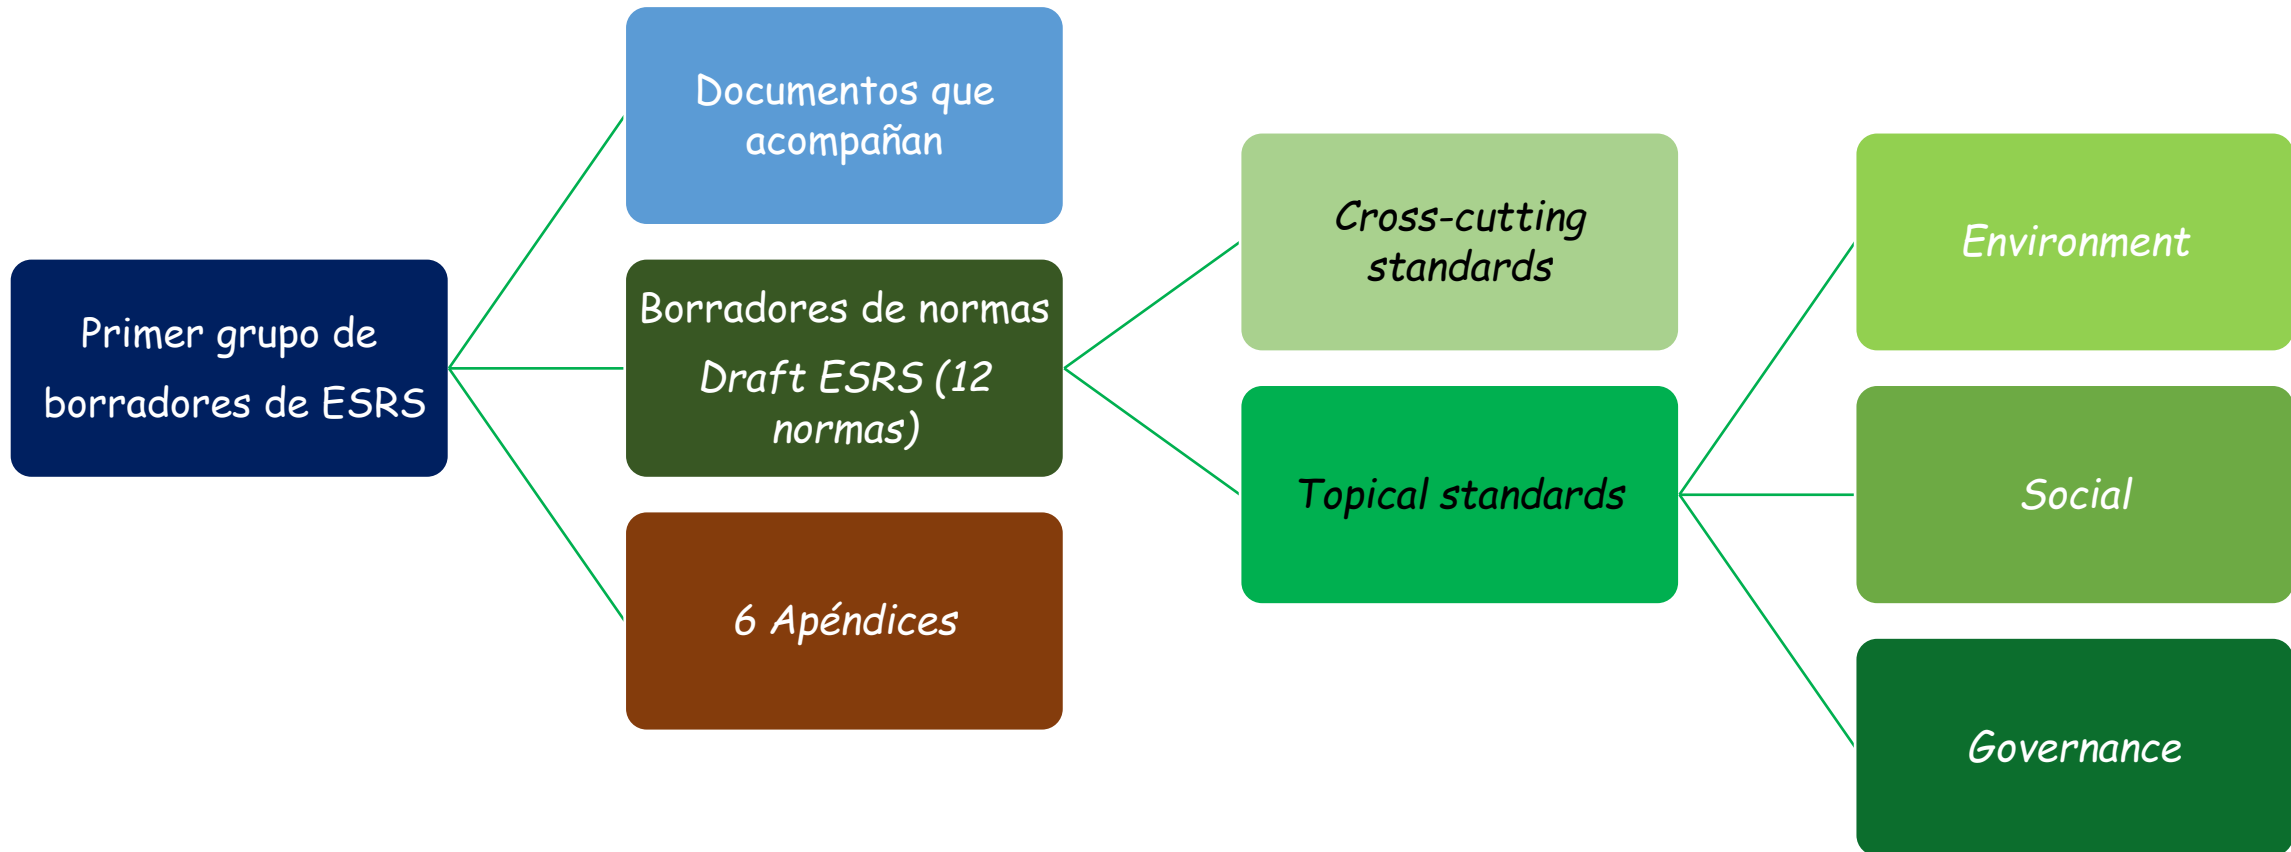 Primer grupo de
borradores de ESRS
Documentos que
acompañan
Borradores de normas
Draft ESRS (12
normas)
6 Apéndices
Cross-cutting
standards
Topical standards
Environment
Social
Governance